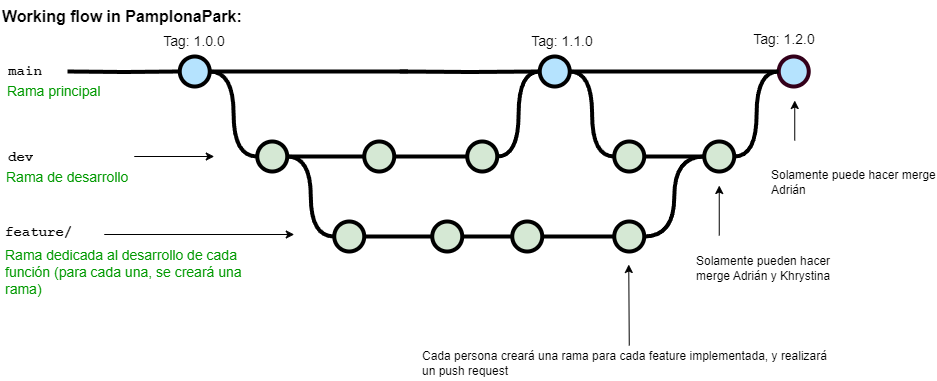 Working flow in PamplonaPark:
Tag: 1.0.0
Tag: 1.1.0
Tag: 1.2.0
main
Rama principal
dev
Rama de desarrollo
Solamente puede hacer merge
Adrián
feature/
Rama dedicada al desarrollo de cada
función (para cada una, se creará una
rama)
Solamente pueden hacer
merge Adrián y Khrystina
Cada persona creará una rama para cada feature implementada, y realizará
un push request